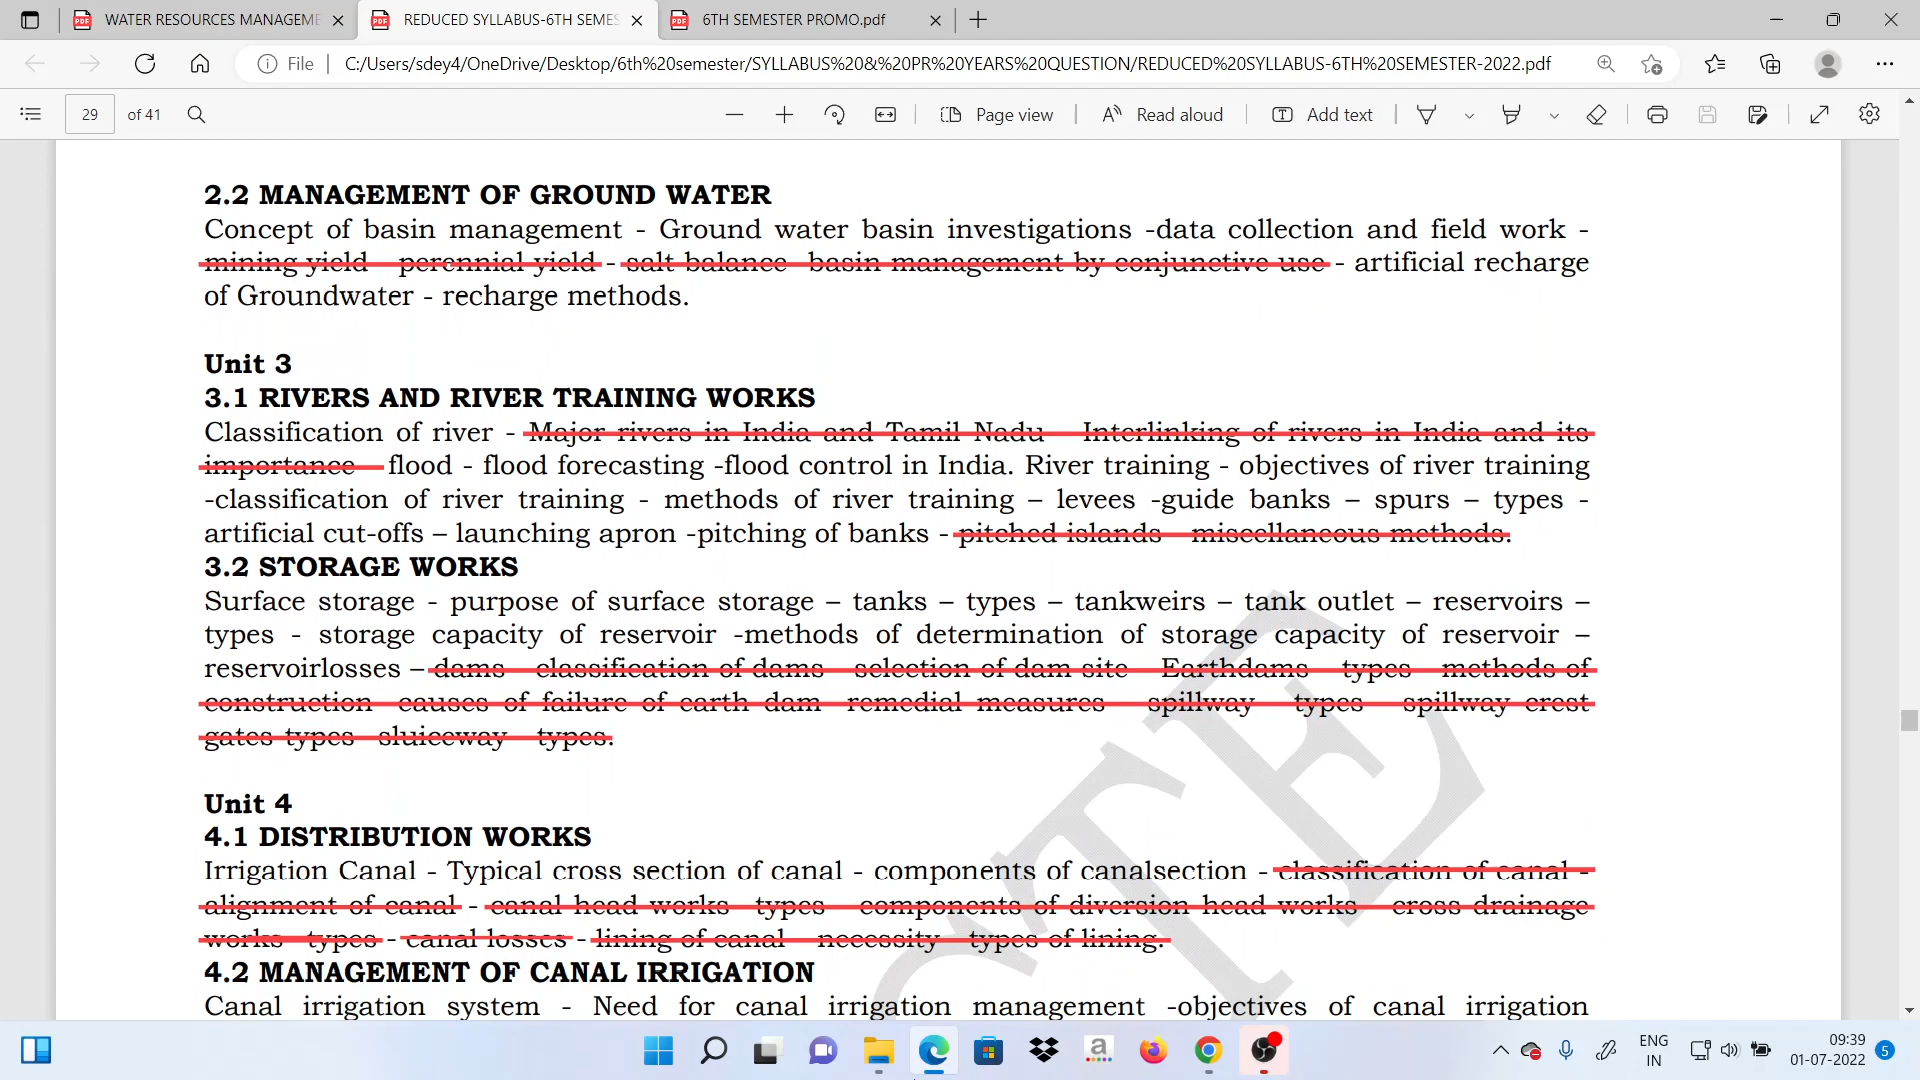 WATER RESOURCES MANAGEME
REDUCED SYLLABUS-6TH SEMES
6TH SEMESTER PROMO.pdf
File
C:/Users/sdey4/OneDrive/Desktop/6th%20semester/SYLLABUS%20&%20PR%20YEARS%20QUESTION/REDUCED%20SYLLABUS-6TH%20SEMESTER-2022.pdf
29 of 41
Page view
Read aloud
Add text
2.2 MANAGEMENT OF GROUND WATER
Concept of basin management - Ground water basin investigations -data collection and field work -
mining yield - perennial yield - salt balance -basin management by conjunctive use - artificial recharge
of Groundwater - recharge methods.
Unit 3
3.1 RIVERS AND RIVER TRAINING WORKS
Classification of river - Major rivers in India and Tamil Nadu - Interlinking of rivers in India and its
importance - flood - flood forecasting -flood control in India. River training - objectives of river training
-classification of river training - methods of river training – levees -guide banks – spurs – types -
artificial cut-offs – launching apron -pitching of banks - pitched islands - miscellaneous methods.
3.2 STORAGE WORKS
Surface storage - purpose of surface storage – tanks – types – tankweirs – tank outlet – reservoirs –
types - storage capacity of reservoir -methods of determination of storage capacity of reservoir –
reservoirlosses – dams - classification of dams - selection of dam site - Earthdams - types - methods of
construction -causes of failure of earth dam -remedial measures - spillway - types - spillway crest
gates-types - sluiceway - types.
Unit 4
4.1 DISTRIBUTION WORKS
Irrigation Canal - Typical cross section of canal - components of canalsection - classification of canal -
alignment of canal - canal head works -types - components of diversion head works - cross drainage
works -types - canal losses - lining of canal - necessity - types of lining.
4.2 MANAGEMENT OF CANAL IRRIGATION
Canal irrigation system - Need for canal irrigation management -objectives of canal irrigation
TE
ENG
IN
09:39
01-07-2022
5